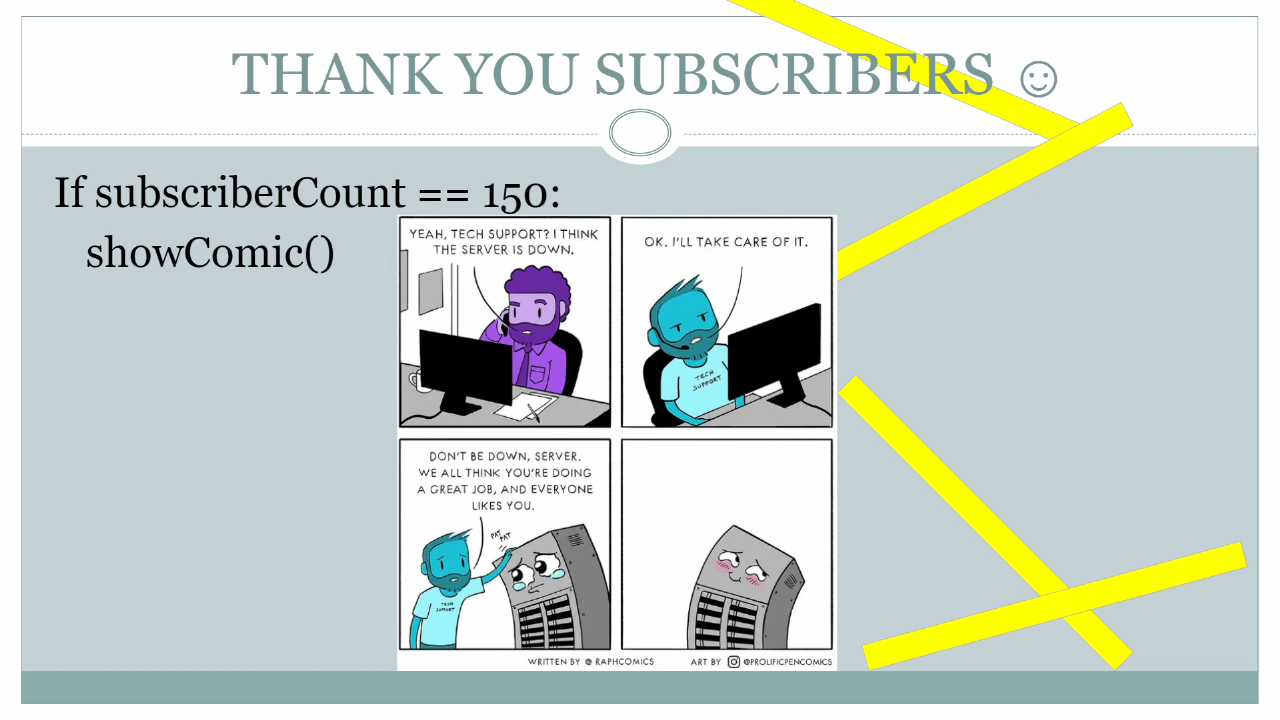 THANK YOU SUBSCRIBERS ☺
If subscriberCount == 150:
showComic()
YEAH, TECH SUPPORT? I THINK
THE SERVER IS DOWN.
OK. I'LL TAKE CARE OF IT.
TECH
SUPPORT
DON'T BE DOWN, SERVER.
WE ALL THINK YOU'RE DOING
A GREAT JOB, AND EVERYONE
LIKES YOU.
PAT
PAT
TECH
SUPPORT
WRITTEN BY @ RAPHCOMICS
ART BY @PROLIFICPENCOMICS